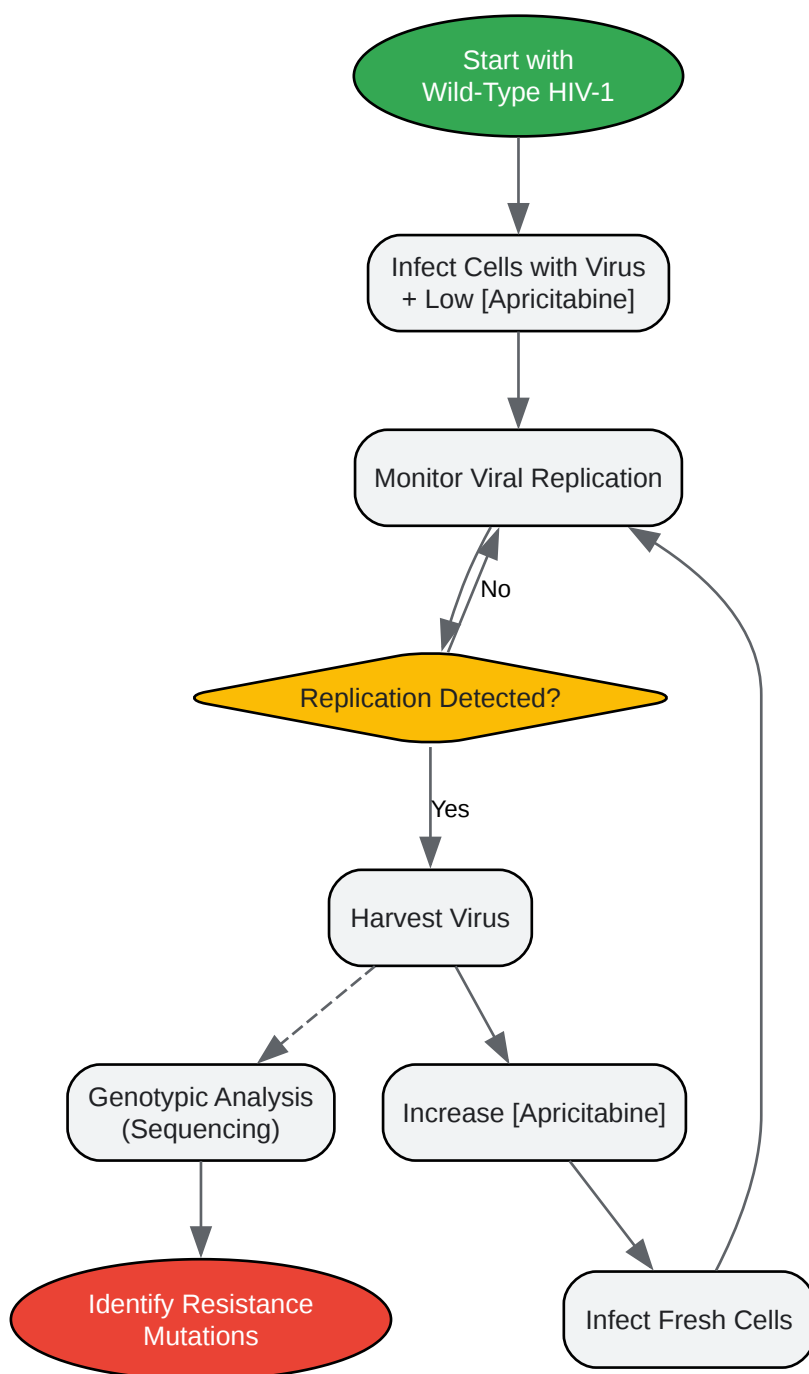 Start with
Wild-Type HIV-1
Infect Cells with Virus
+ Low [Apricitabine]
Monitor Viral Replication
No
Replication Detected?
Yes
Harvest Virus
Genotypic Analysis
(Sequencing)
Increase [Apricitabine]
Identify Resistance
Mutations
Infect Fresh Cells